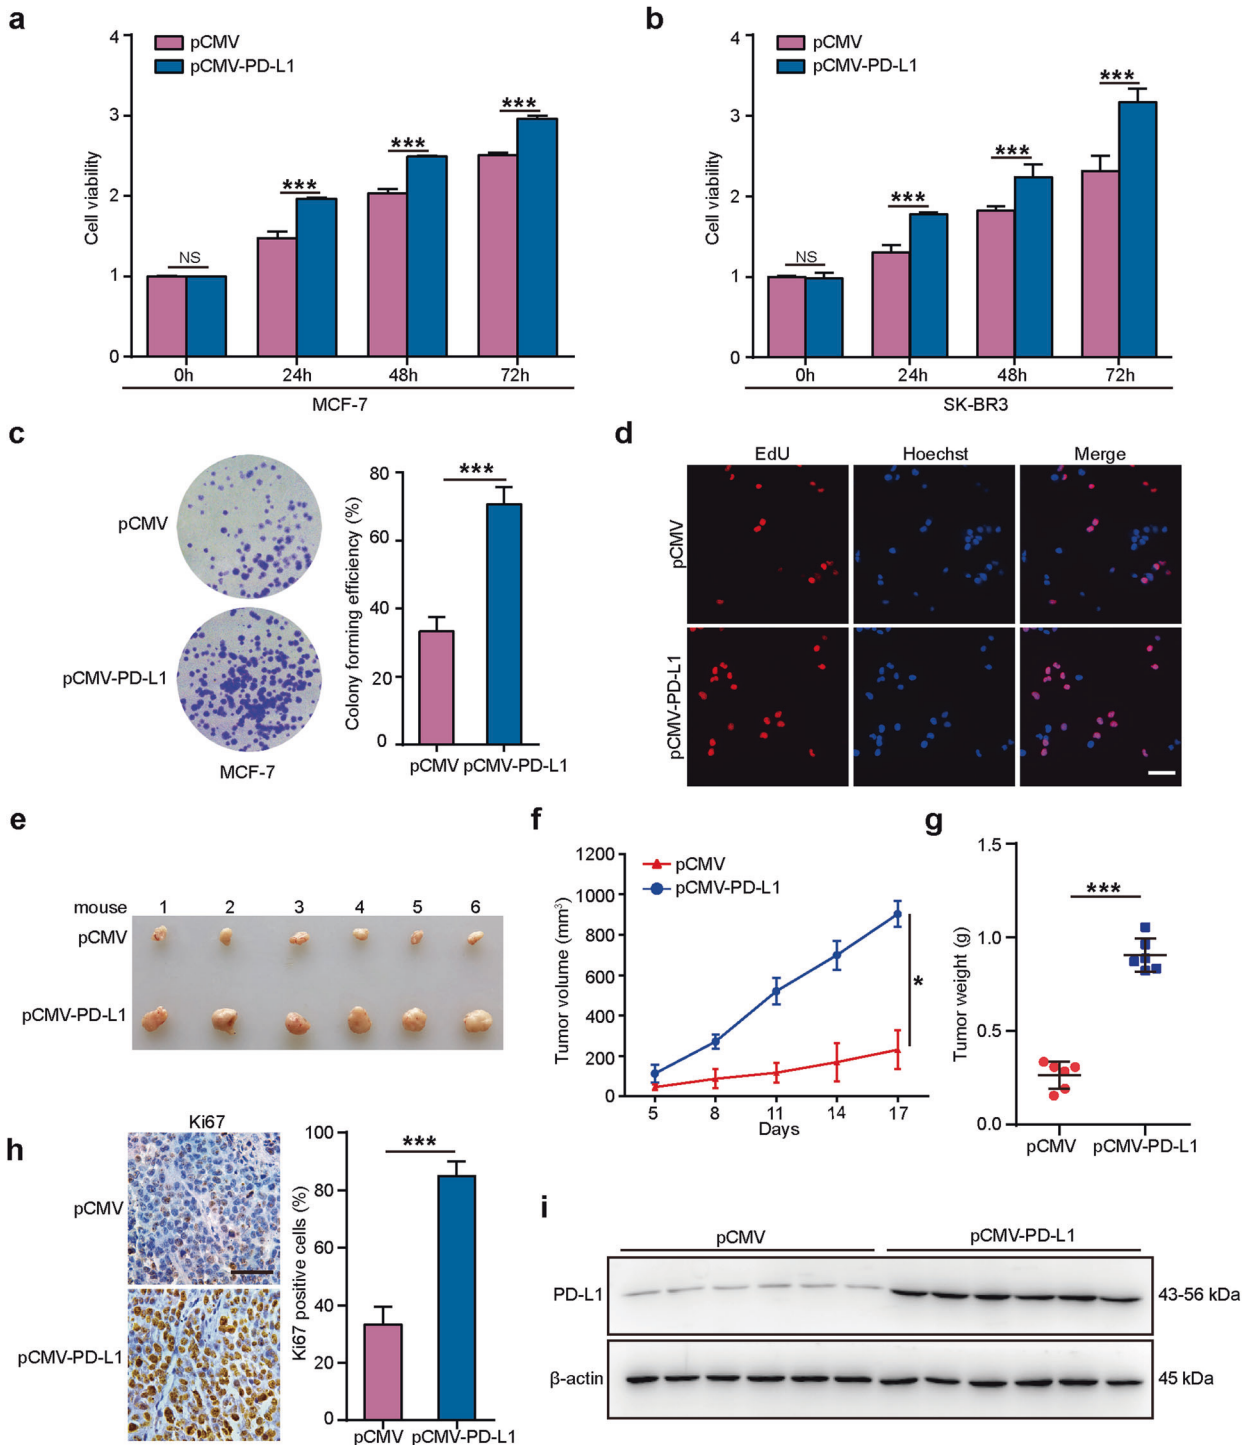 a
4
3
2
1
0
Cell viability
pCMV
pCMV-PD-L1
NS
***
***
***
0h
24h
48h
72h
MCF-7
b
4
3
2
1
0
Cell viability
pCMV
pCMV-PD-L1
NS
***
***
***
0h
24h
48h
72h
SK-BR3
c
pCMV
pCMV-PD-L1
MCF-7
80
60
40
20
0
Colony forming efficiency (%)
***
pCMV pCMV-PD-L1
d
EdU
Hoechst
Merge
pCMV
pCMV-PD-L1
e
mouse 1 2 3 4 5 6
pCMV
pCMV-PD-L1
f
1200
1000
800
600
400
200
0
Tumor volume (mm³)
pCMV
pCMV-PD-L1
*
5 8 11 14 17
Days
g
1.5
1.0
0.5
0.0
Tumor weight (g)
***
pCMV pCMV-PD-L1
h
Ki67
pCMV
pCMV-PD-L1
100
80
60
40
20
0
Ki67 positive cells (%)
***
pCMV pCMV-PD-L1
i
pCMV pCMV-PD-L1
PD-L1 43-56 kDa
β-actin 45 kDa